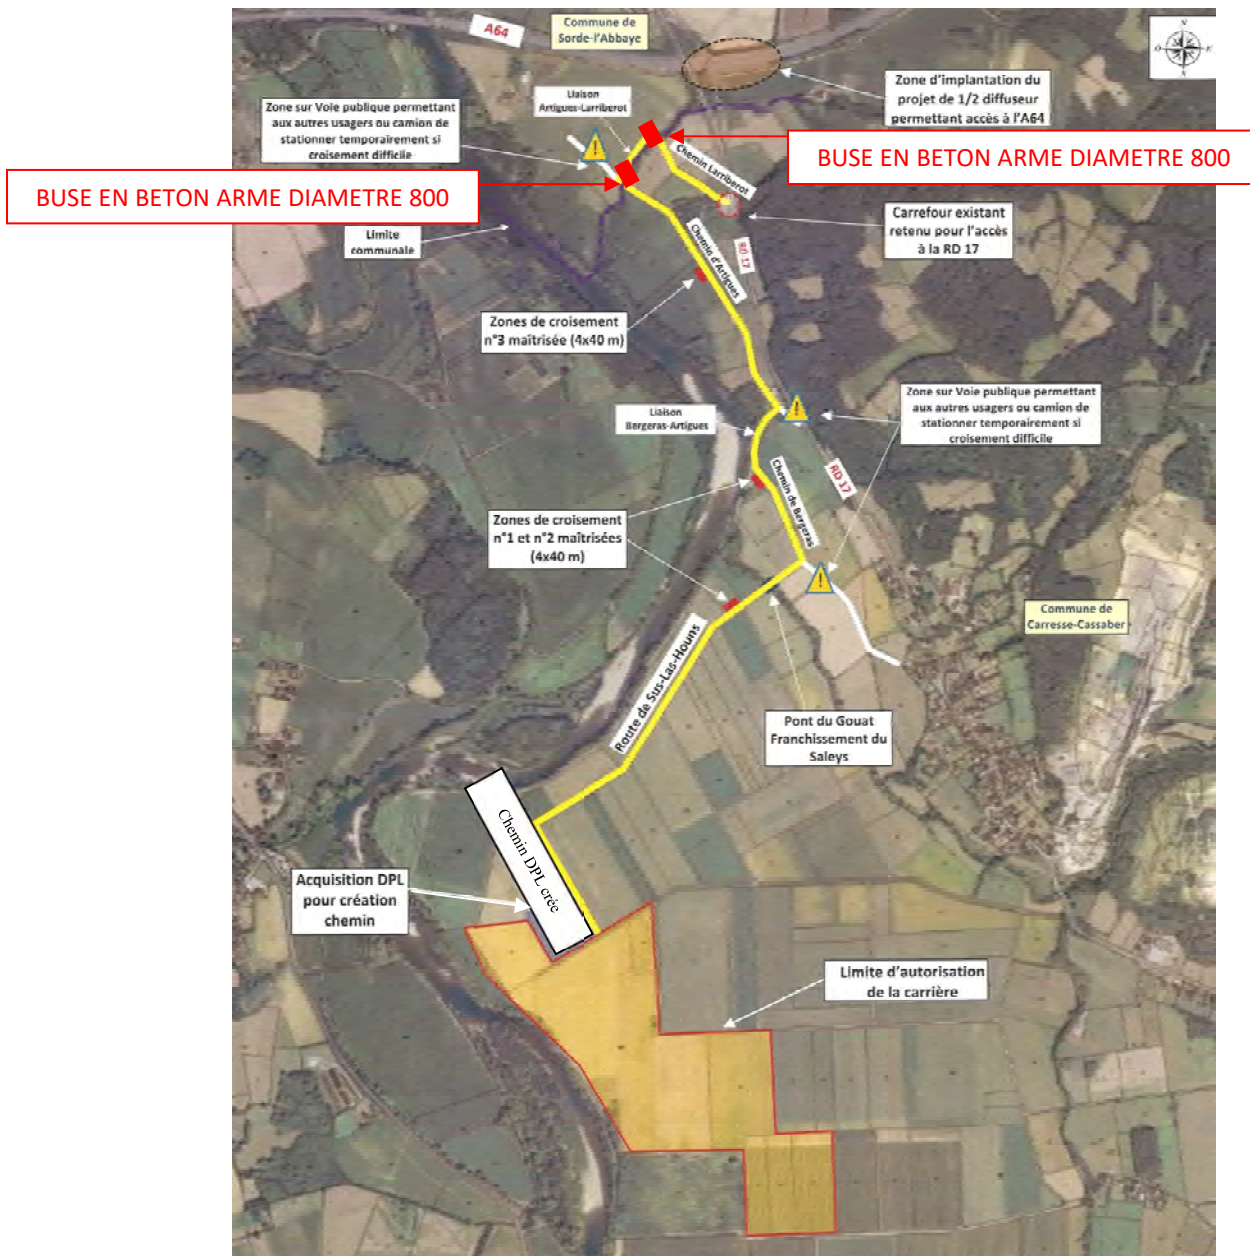 A64
Commune de
Sorde-l'Abbaye
N
O
E
S
Zone d'implantation du
projet de 1/2 diffuseur
permettant accès à l'A64
Liaison
Artigues-Larriberot
Zone sur Voie publique permettant
aux autres usagers ou camion de
stationner temporairement si
croisement difficile
BUSE EN BETON ARME DIAMETRE 800
BUSE EN BETON ARME DIAMETRE 800
Chemin Larriberot
Limite
communale
Carrefour existant
retenu pour l'accès
à la RD 17
Chemin d'Artigues
RD 17
Zones de croisement
n°3 maîtrisée (4x40 m)
Liaison
Bergeras-Artigues
Zone sur Voie publique permettant
aux autres usagers ou camion de
stationner temporairement si
croisement difficile
RD 17
Chemin de Bergeras
Zones de croisement
n°1 et n°2 maîtrisées
(4x40 m)
Commune de
Carresse-Cassaber
Route de Sus-Las-Houns
Pont du Gouat
Franchissement du
Saleys
Chemin DPL crée
Acquisition DPL
pour création
chemin
Limite d'autorisation
de la carrière